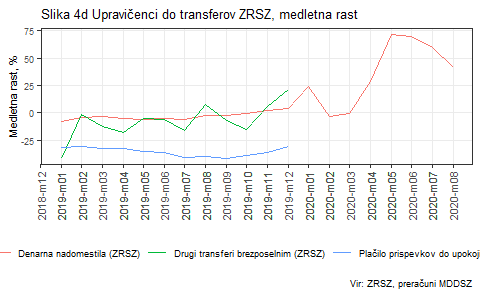 Slika 4d Upravičenci do transferov ZRSZ, medletna rast
Medletna rast, %
75
50
25
0
-25
2018-m12
2019-m01
2019-m02
2019-m03
2019-m04
2019-m05
2019-m06
2019-m07
2019-m08
2019-m09
2019-m10
2019-m11
2019-m12
2020-m01
2020-m02
2020-m03
2020-m04
2020-m05
2020-m06
2020-m07
2020-m08
Denarna nadomestila (ZRSZ)
Drugi transferi brezposelnim (ZRSZ)
Plačilo prispevkov do upokoji
Vir: ZRSZ, preračuni MDDSZ